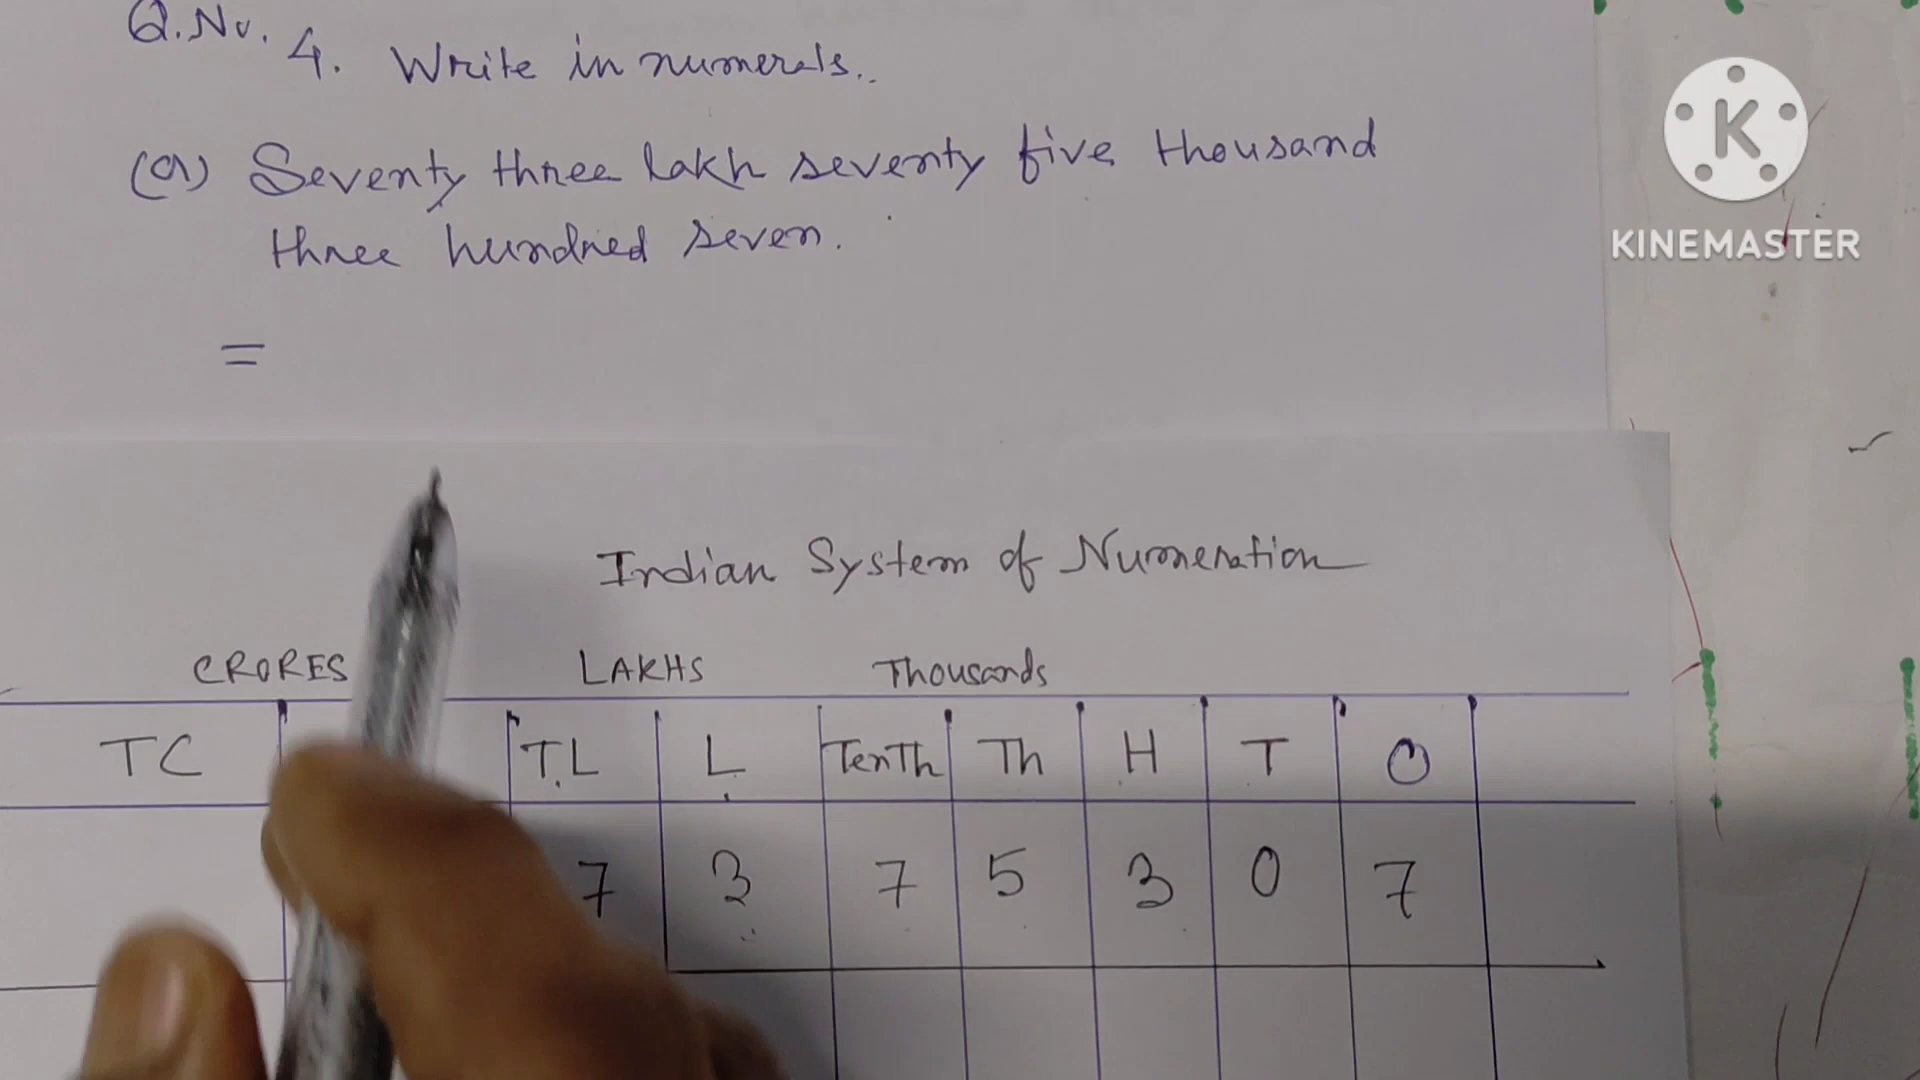 Q.No. 4. Write in numerals..
(a) Seventy three lakh seventy five thousand
three hundred seven.
=
K
KINEMASTER
Indian System of Numeration
CRORES LAKHS Thousands
TC T.L L TenTh Th H T O
7 3 7 5 3 0 7